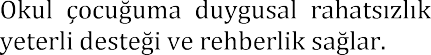 Okul çocuğuma duygusal rahatsızlık
yeterli desteği ve rehberlik sağlar.